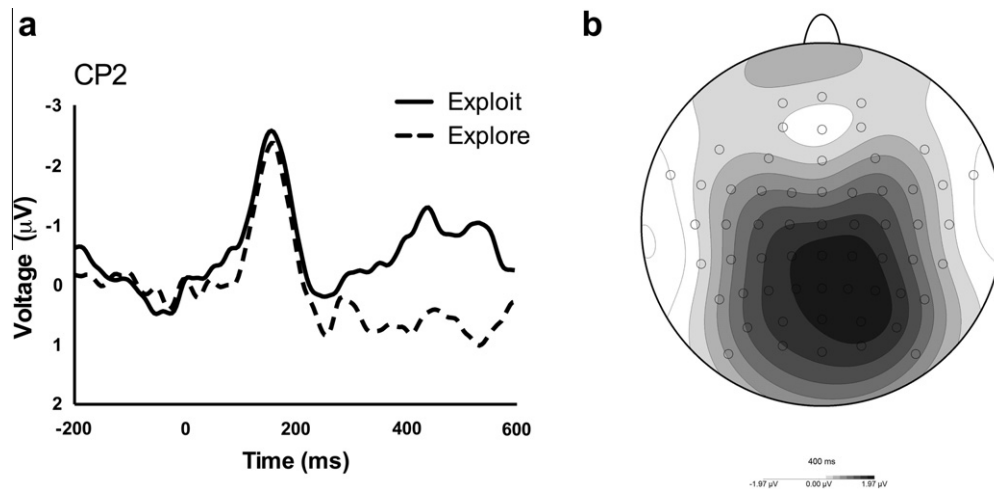 a
CP2
-3
-2
-1
0
1
2
Voltage (µV)
Exploit
Explore
-200
0
200
400
600
Time (ms)
b
400 ms
-1.97 µV
0.00 µV
1.97 µV